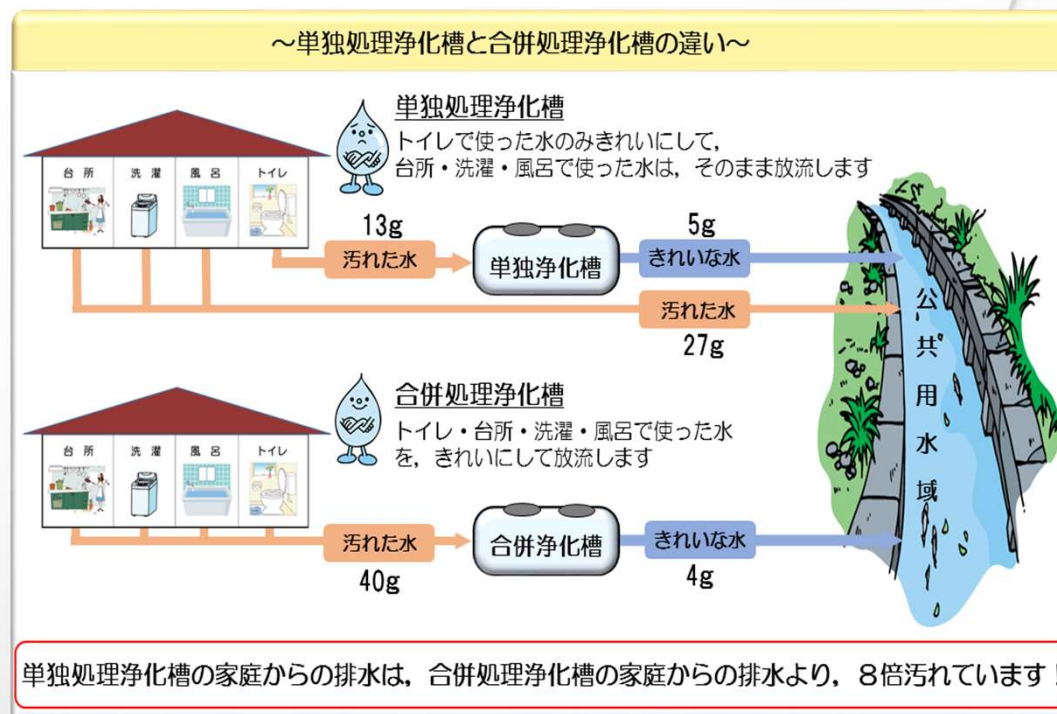 ～単独処理浄化槽と合併処理浄化槽の違い～
単独処理浄化槽
トイレで使った水のみきれいにして,
台所・洗濯・風呂で使った水は,そのまま放流します
台所
洗濯
風呂
トイレ
13g
汚れた水
単独浄化槽
5g
きれいな水
汚れた水
27g
公共用水域
合併処理浄化槽
トイレ・台所・洗濯・風呂で使った水
を,きれいにして放流します
台所
洗濯
風呂
トイレ
汚れた水
40g
合併浄化槽
きれいな水
4g
単独処理浄化槽の家庭からの排水は,合併処理浄化槽の家庭からの排水より,8倍汚れています!